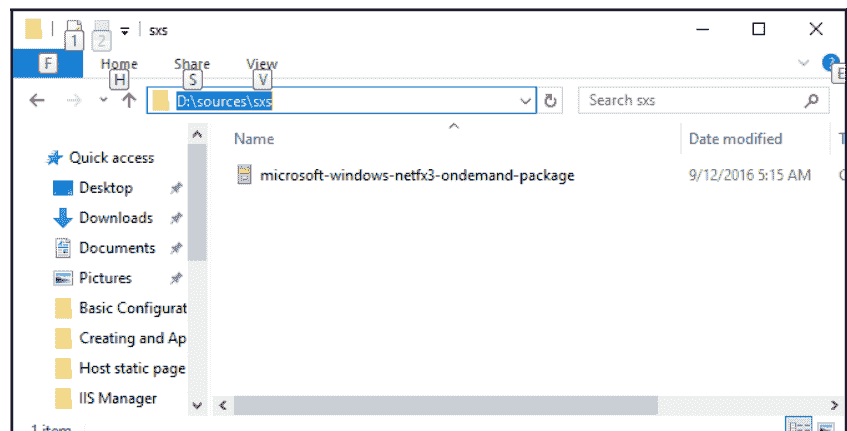 1 2 sxs
F Home Share View
H S V E
D:\sources\sxs Search sxs
Name Date modified
Quick access
microsoft-windows-netfx3-ondemand-package 9/12/2016 5:15 AM
Desktop
Downloads
Documents
Pictures
Basic Configurat
Creating and Ap
Host static page
IIS Manager
1 item